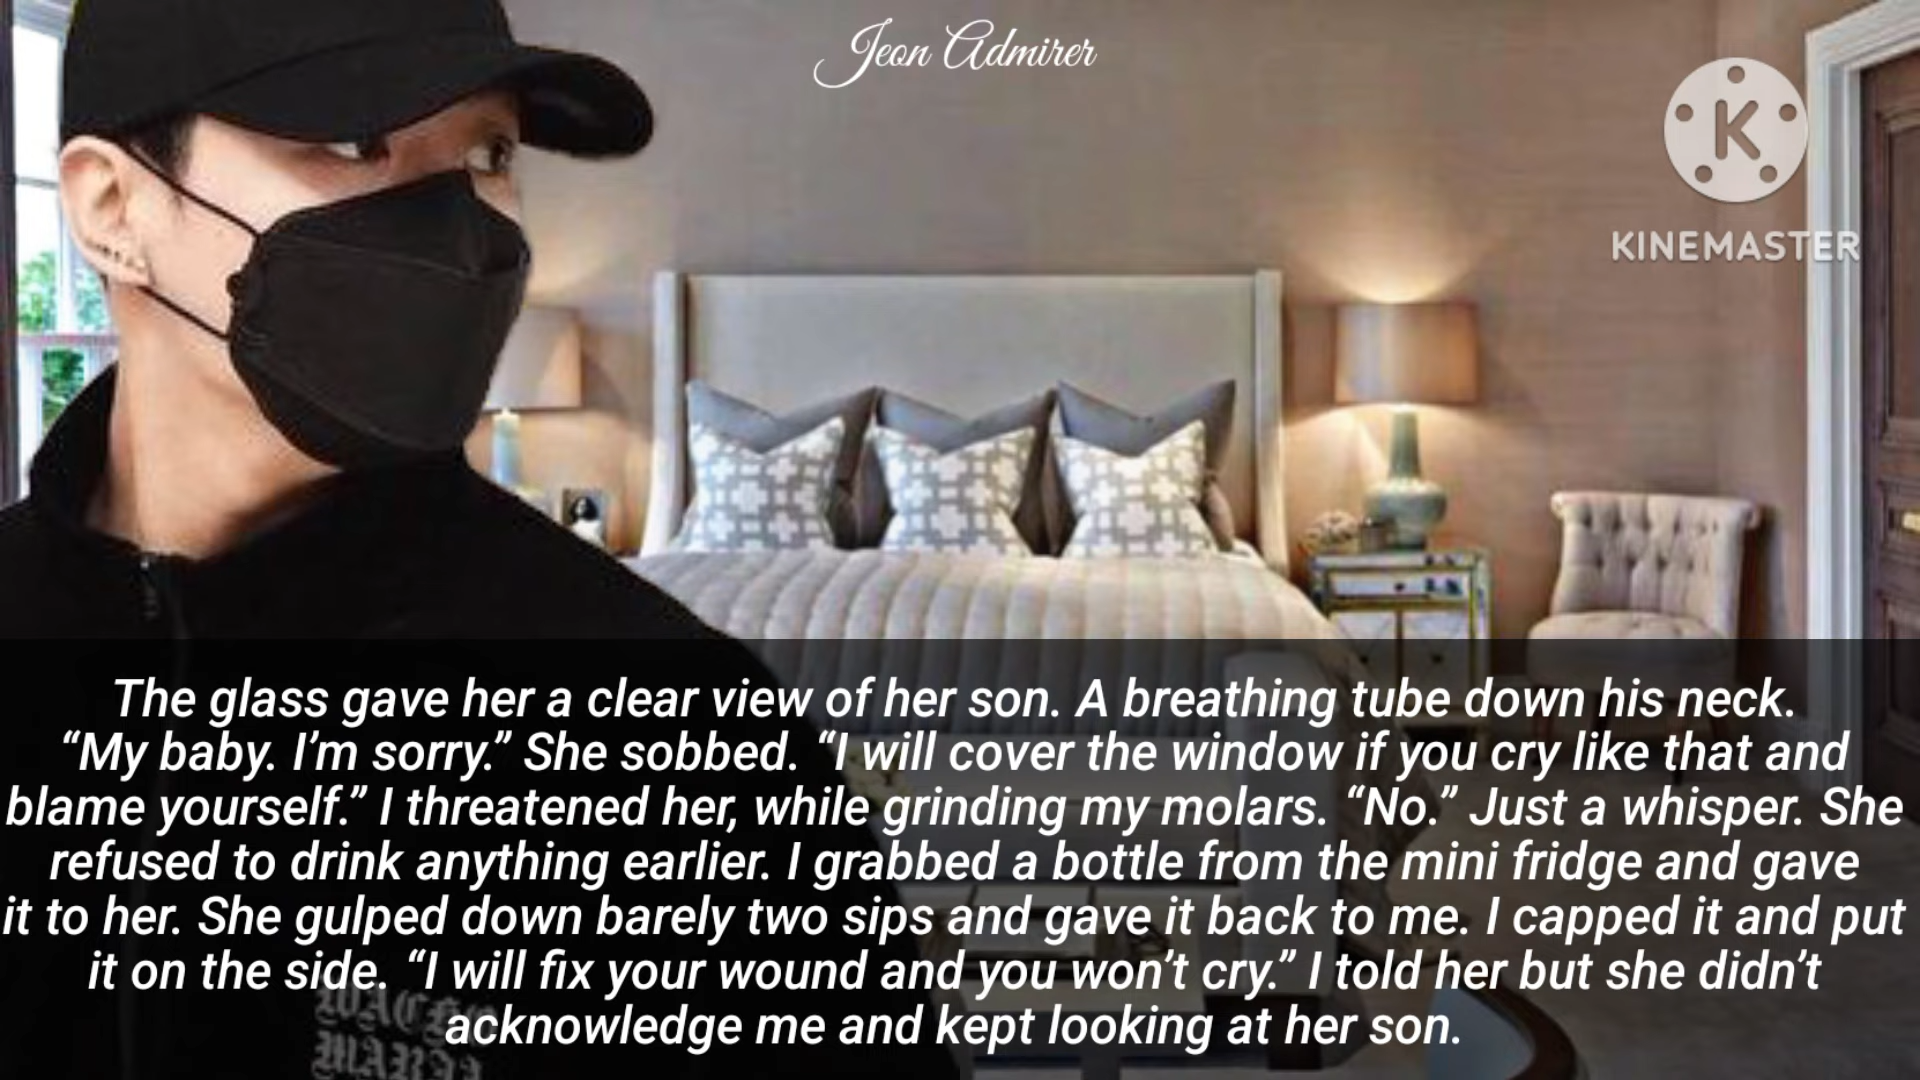 Jeon Admirer
K
KINEMASTER
The glass gave her a clear view of her son. A breathing tube down his neck.
“My baby. I’m sorry.” She sobbed. “I will cover the window if you cry like that and
blame yourself.” I threatened her, while grinding my molars. “No.” Just a whisper. She
refused to drink anything earlier. I grabbed a bottle from the mini fridge and gave
it to her. She gulped down barely two sips and gave it back to me. I capped it and put
it on the side. “I will fix your wound and you won’t cry.” I told her but she didn’t
acknowledge me and kept looking at her son.